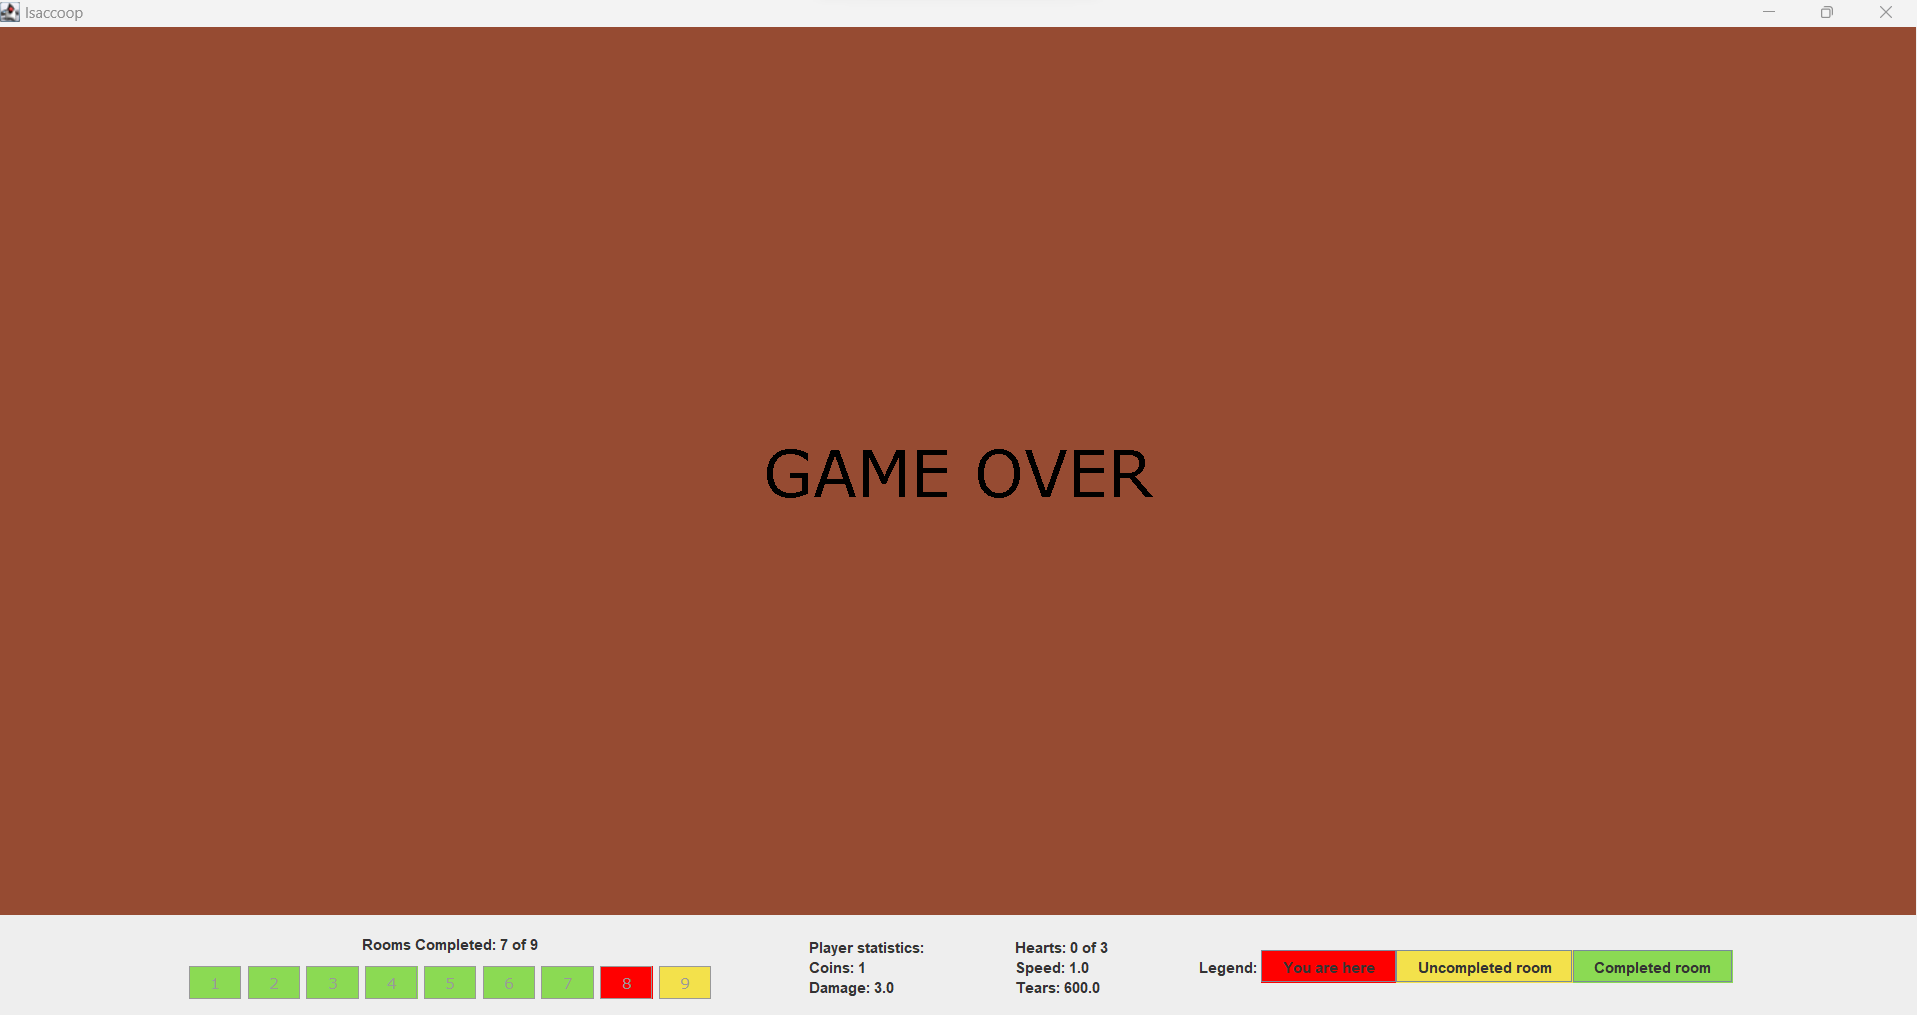 Isaccoop
GAME OVER
Rooms Completed: 7 of 9
1 2 3 4 5 6 7 8 9
Player statistics:
Coins: 1
Damage: 3.0
Hearts: 0 of 3
Speed: 1.0
Tears: 600.0
Legend: You are here Uncompleted room Completed room